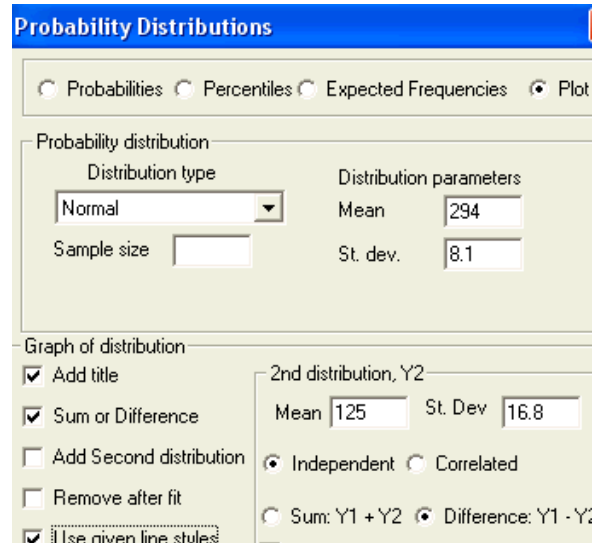 Probability Distributions
Probabilities Percentiles Expected Frequencies Plot
Probability distribution
Distribution type
Distribution parameters
Normal
Mean 294
Sample size
St. dev. 8.1
Graph of distribution
Add title
2nd distribution, Y2
Sum or Difference
Mean 125 St. Dev 16.8
Add Second distribution
Independent Correlated
Remove after fit
Sum: Y1 + Y2 Difference: Y1 - Y2
Use given line styles